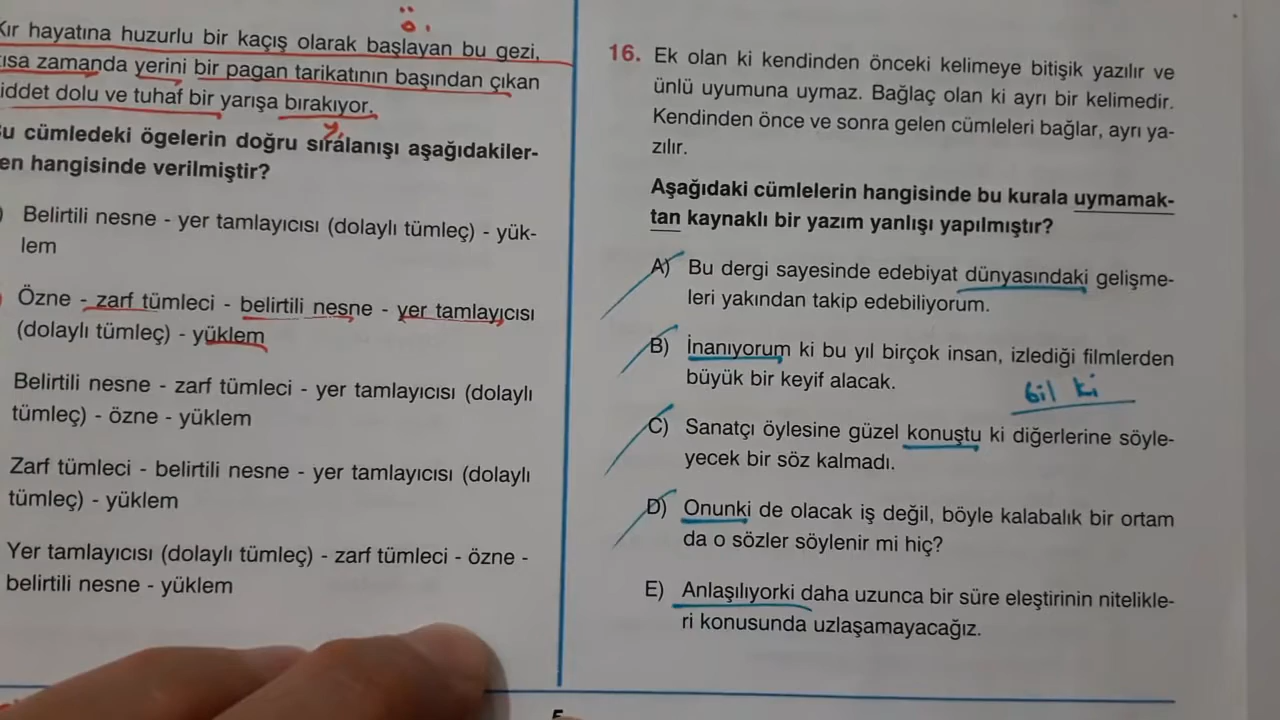 Kır hayatına huzurlu bir kaçış olarak başlayan bu gezi,
ısa zamanda yerini bir pagan tarikatının başından çıkan
iddet dolu ve tuhaf bir yarışa bırakıyor.
u cümledeki ögelerin doğru sıralanışı aşağıdakiler-
en hangisinde verilmiştir?
) Belirtili nesne - yer tamlayıcısı (dolaylı tümleç) - yük-
lem
Özne - zarf tümleci - belirtili nesne - yer tamlayıcısı
(dolaylı tümleç) - yüklem
Belirtili nesne - zarf tümleci - yer tamlayıcısı (dolaylı
tümleç) - özne - yüklem
Zarf tümleci - belirtili nesne - yer tamlayıcısı (dolaylı
tümleç) - yüklem
Yer tamlayıcısı (dolaylı tümleç) - zarf tümleci - özne -
belirtili nesne - yüklem
16. Ek olan ki kendinden önceki kelimeye bitişik yazılır ve
ünlü uyumuna uymaz. Bağlaç olan ki ayrı bir kelimedir.
Kendinden önce ve sonra gelen cümleleri bağlar, ayrı ya-
zılır.
Aşağıdaki cümlelerin hangisinde bu kurala uymamak-
tan kaynaklı bir yazım yanlışı yapılmıştır?
A) Bu dergi sayesinde edebiyat dünyasındaki gelişme-
leri yakından takip edebiliyorum.
B) İnanıyorum ki bu yıl birçok insan, izlediği filmlerden
büyük bir keyif alacak.
bil ki
C) Sanatçı öylesine güzel konuştu ki diğerlerine söyle-
yecek bir söz kalmadı.
D) Onunki de olacak iş değil, böyle kalabalık bir ortam
da o sözler söylenir mi hiç?
E) Anlaşılıyorki daha uzunca bir süre eleştirinin nitelikle-
ri konusunda uzlaşamayacağız.